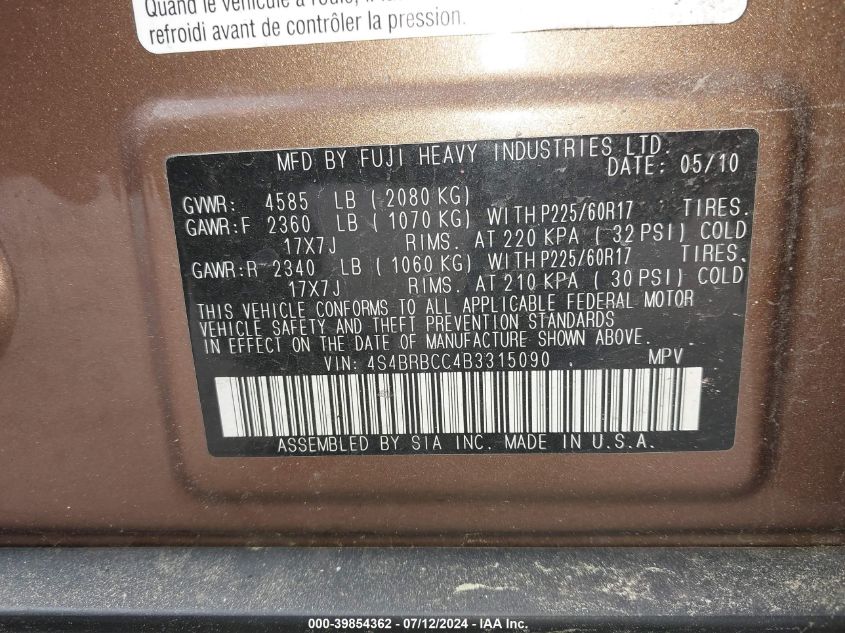 Quand le véhicule a roulé, il
refroidi avant de contrôler la pression.
MFD BY FUJI HEAVY INDUSTRIES LTD.
DATE: 05/10
GVWR: 4585 LB ( 2080 KG)
GAWR:F 2360 LB ( 1070 KG) WITH P225/60R17 TIRES.
17X7J RIMS. AT 220 KPA ( 32 PSI) COLD
GAWR:R 2340 LB ( 1060 KG) WITH P225/60R17 TIRES.
17X7J RIMS. AT 210 KPA ( 30 PSI) COLD
THIS VEHICLE CONFORMS TO ALL APPLICABLE FEDERAL MOTOR
VEHICLE SAFETY AND THEFT PREVENTION STANDARDS
IN EFFECT ON THE DATE OF MANUFACTURE SHOWN ABOVE.
VIN: 4S4BRBCC4B3315090 MPV
ASSEMBLED BY SIA INC. MADE IN U.S.A.
000-39854362 - 07/12/2024 - IAA Inc.